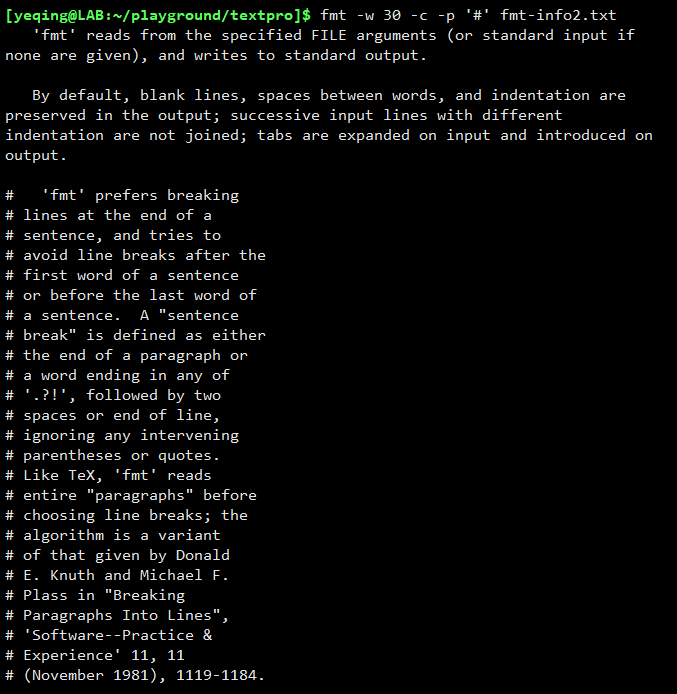 [yeqing@LAB:~/playground/textpro]$ fmt -w 30 -c -p '#' fmt-info2.txt
   'fmt' reads from the specified FILE arguments (or standard input if
none are given), and writes to standard output.

   By default, blank lines, spaces between words, and indentation are
preserved in the output; successive input lines with different
indentation are not joined; tabs are expanded on input and introduced on
output.

#   'fmt' prefers breaking
# lines at the end of a
# sentence, and tries to
# avoid line breaks after the
# first word of a sentence
# or before the last word of
# a sentence.  A "sentence
# break" is defined as either
# the end of a paragraph or
# a word ending in any of
# '.?!', followed by two
# spaces or end of line,
# ignoring any intervening
# parentheses or quotes.
# Like TeX, 'fmt' reads
# entire "paragraphs" before
# choosing line breaks; the
# algorithm is a variant
# of that given by Donald
# E. Knuth and Michael F.
# Plass in "Breaking
# Paragraphs Into Lines",
# 'Software--Practice &
# Experience' 11, 11
# (November 1981), 1119-1184.